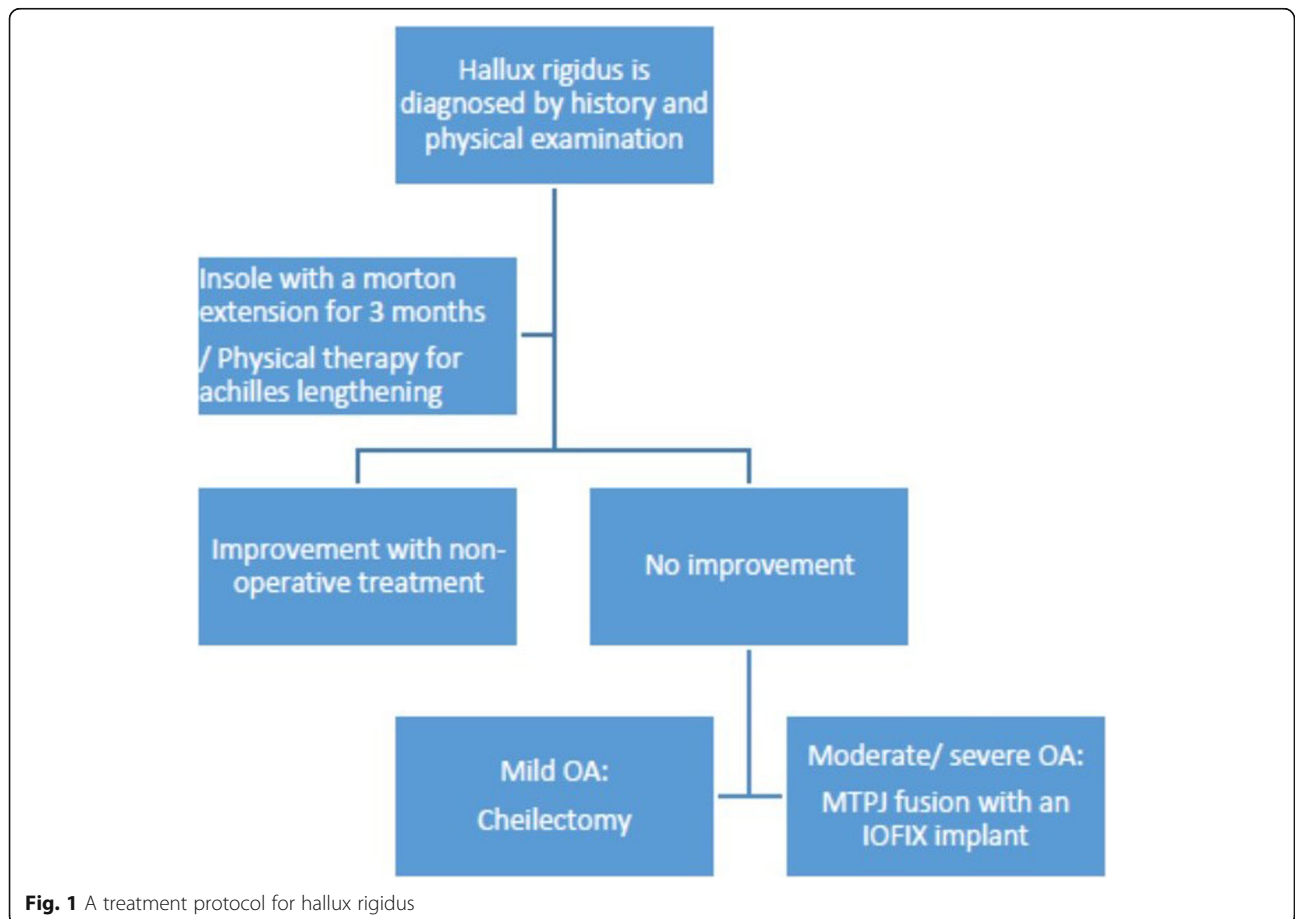 Hallux rigidus is
diagnosed by history and
physical examination
Insole with a morton
extension for 3 months
/ Physical therapy for
achilles lengthening
Improvement with non-
operative treatment
No improvement
Mild OA:
Cheilectomy
Moderate/ severe OA:
MTPJ fusion with an
IOFIX implant
Fig. 1 A treatment protocol for hallux rigidus